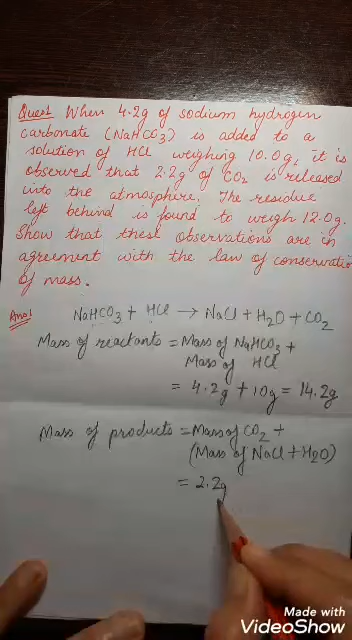 Ques1 When 4.2g of sodium hydrogen
carbonate (NaHCO3) is added to a
solution of HCl weighing 10.0g, it is
observed that 2.2g of CO2 is released
into the atmosphere. The residue
left behind is found to weigh 12.0g.
Show that these observations are in
agreement with the law of conservatio
of mass.
Ans1 NaHCO3 + HCl → NaCl + H2O + CO2
Mass of reactants = Mass of NaHCO3 +
Mass of HCl
= 4.2g + 10g = 14.2g
Mass of products = Mass of CO2 +
(Mass of NaCl + H2O)
= 2.2g
Made with
VideoShow